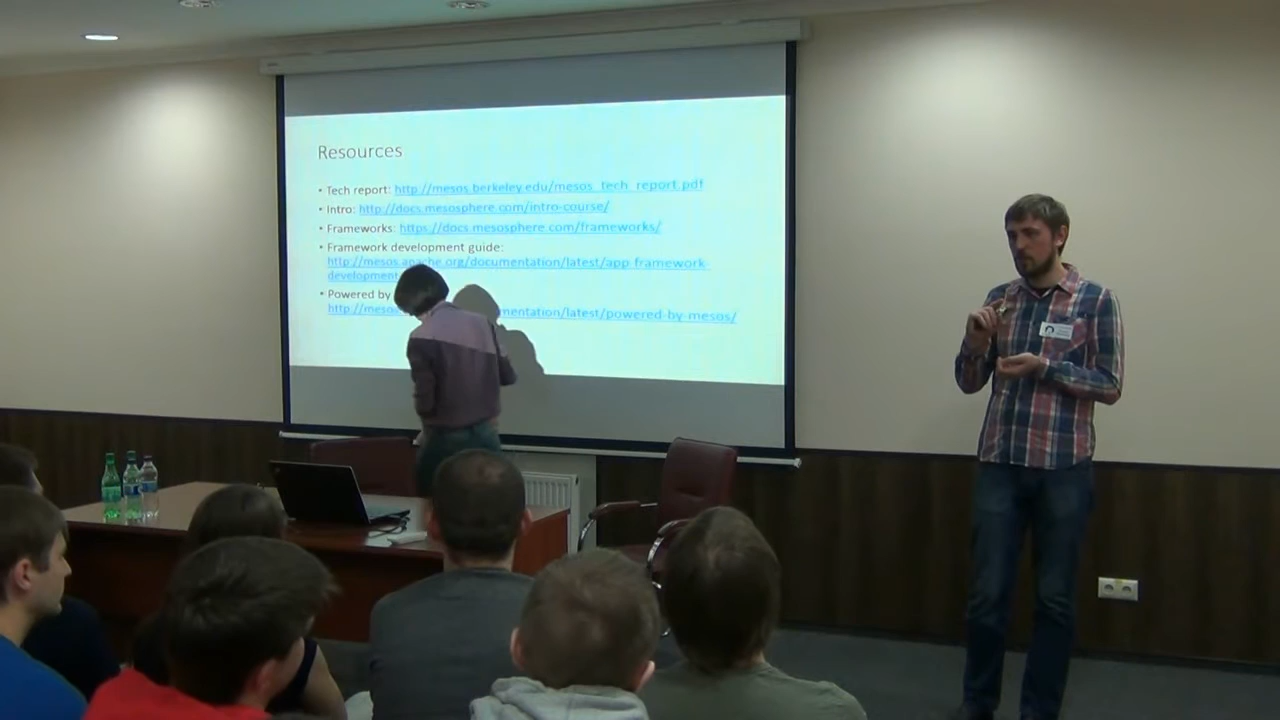 Resources
• Tech report: http://mesos.berkeley.edu/mesos_tech_report.pdf
• Intro: http://docs.mesosphere.com/intro-course/
• Frameworks: https://docs.mesosphere.com/frameworks/
• Framework development guide:
http://mesos.apache.org/documentation/latest/app-framework-
development
• Powered by
http://mesos mentation/latest/powered-by-mesos/